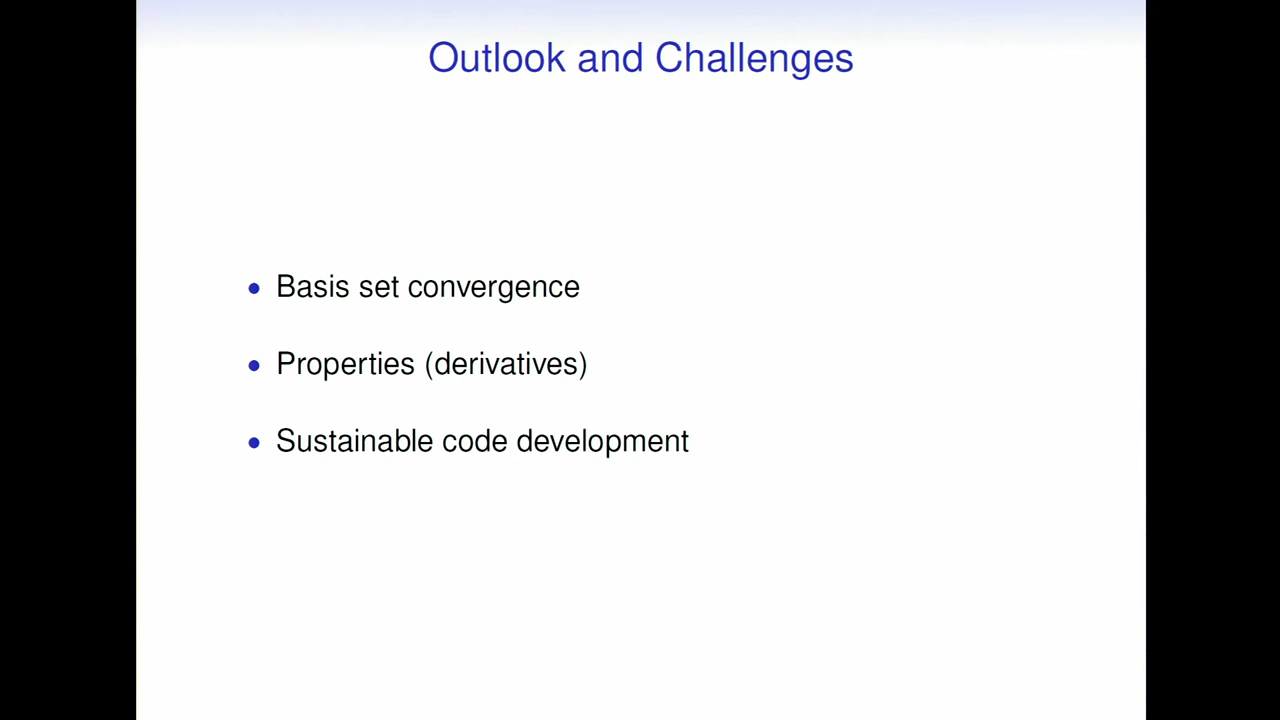 Outlook and Challenges
• Basis set convergence
• Properties (derivatives)
• Sustainable code development